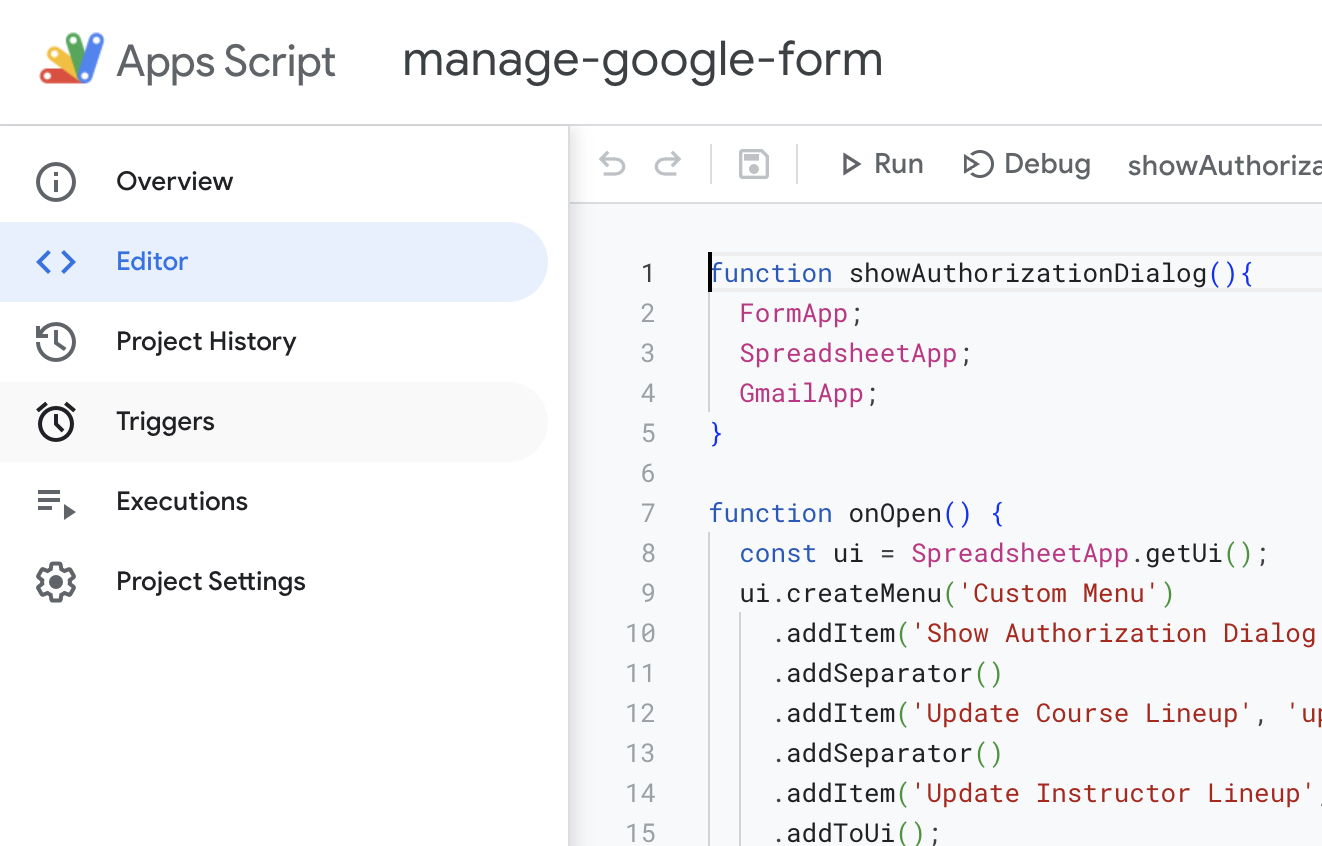 Apps Script manage-google-form
Overview
Editor
Project History
Triggers
Executions
Project Settings
Run Debug showAuthoriza
1 function showAuthorizationDialog(){
2 FormApp;
3 SpreadsheetApp;
4 GmailApp;
5 }
6
7 function onOpen() {
8 const ui = SpreadsheetApp.getUi();
9 ui.createMenu('Custom Menu')
10 .addItem('Show Authorization Dialog
11 .addSeparator()
12 .addItem('Update Course Lineup', 'up
13 .addSeparator()
14 .addItem('Update Instructor Lineup',
15 .addToUi();